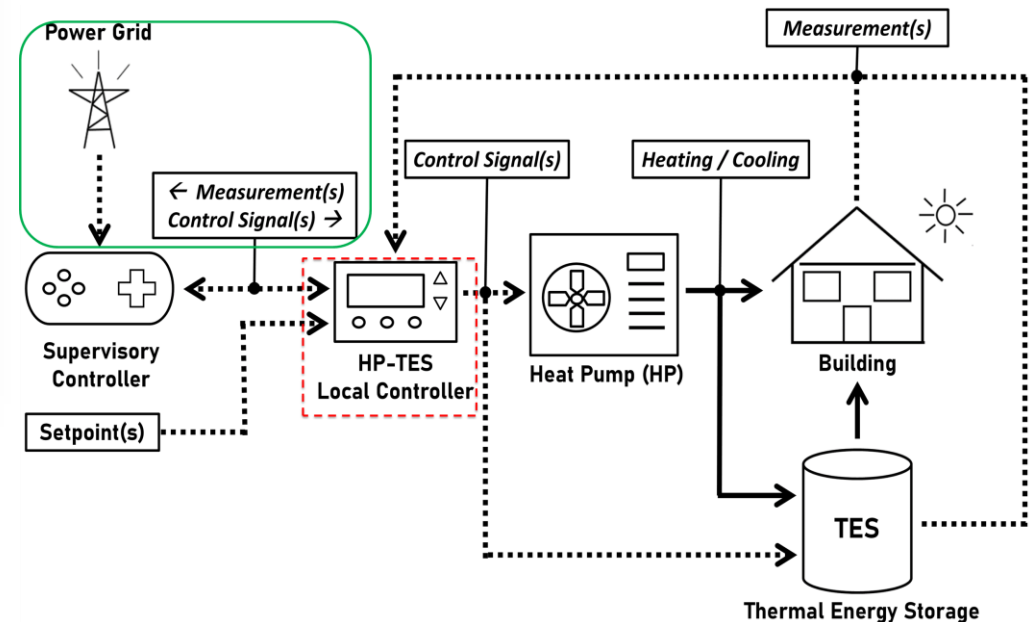 Power Grid
Measurement(s)
← Measurement(s)
Control Signal(s) →
Control Signal(s)
Heating / Cooling
Supervisory
Controller
HP-TES
Local Controller
Heat Pump (HP)
Building
Setpoint(s)
TES
Thermal Energy Storage